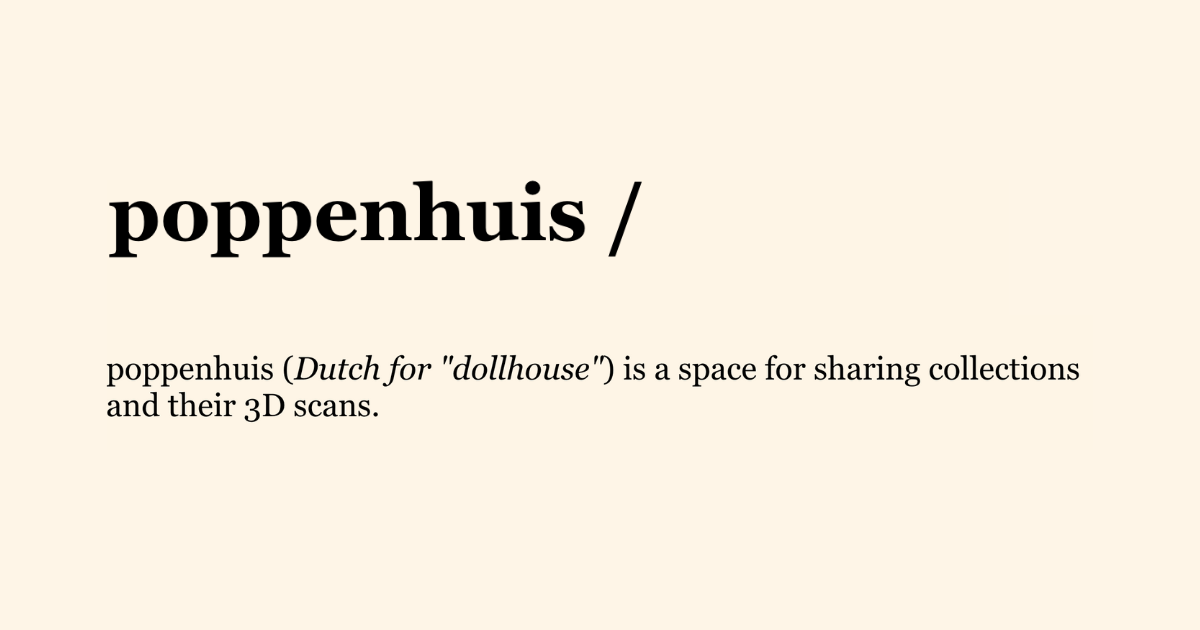 poppenhuis /
poppenhuis (Dutch for "dollhouse") is a space for sharing collections
and their 3D scans.